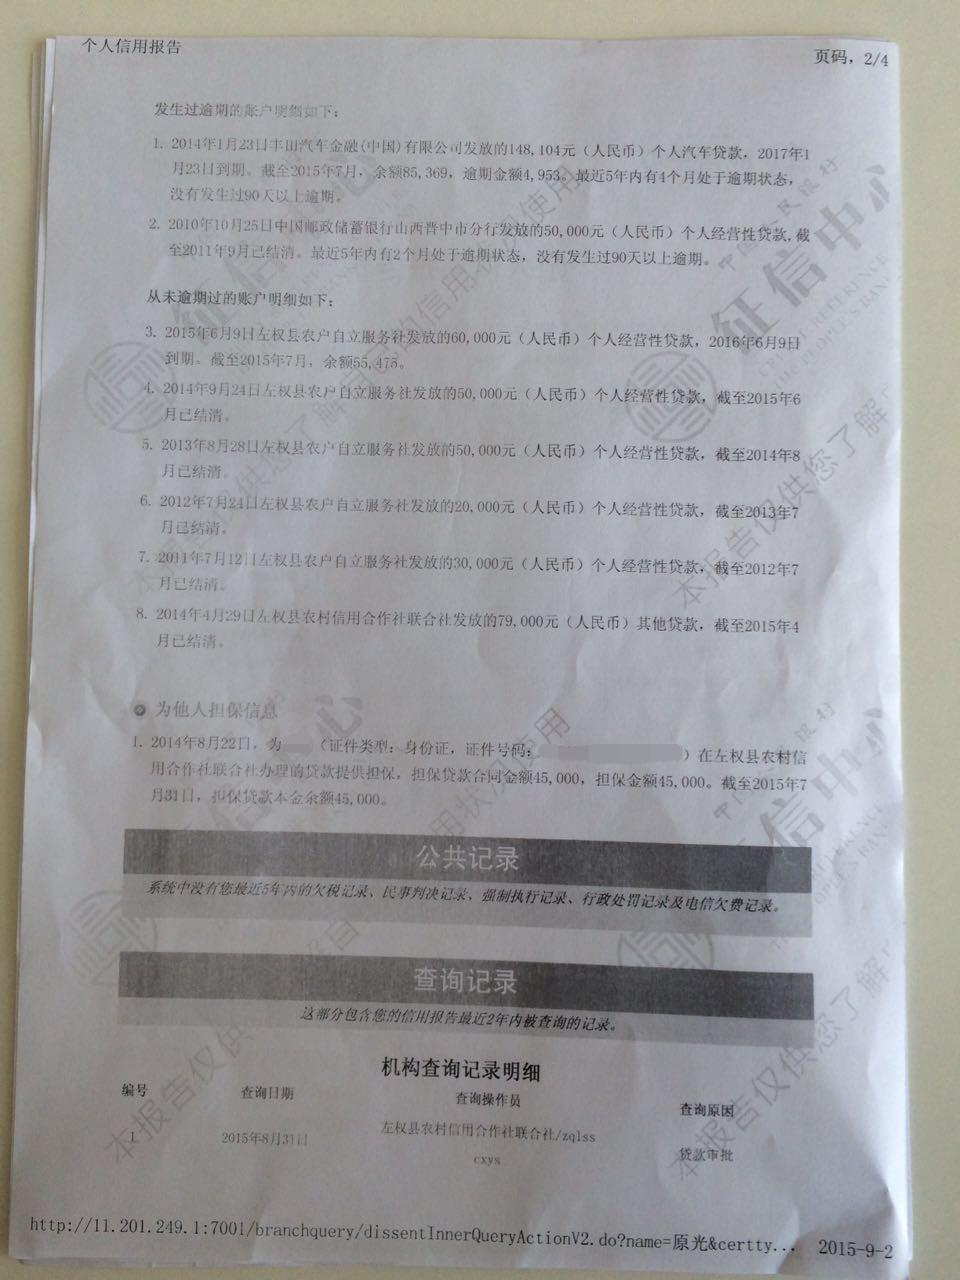 个人信用报告
页码，2/4
发生过逾期的账户明细如下：
1. 2014年1月23日丰田汽车金融(中国)有限公司发放的148,104元（人民币）个人汽车贷款，2017年1
月23日到期。截至2015年7月，余额85,369，逾期金额4,953。最近5年内有4个月处于逾期状态，
没有发生过90天以上逾期。
2. 2010年10月25日中国邮政储蓄银行山西晋中市分行发放的50,000元（人民币）个人经营性贷款,截
至2011年9月已结清。最近5年内有2个月处于逾期状态，没有发生过90天以上逾期。
从未逾期过的账户明细如下：
3. 2015年6月9日左权县农户自立服务社发放的60,000元（人民币）个人经营性贷款，2016年6月9日
到期。截至2015年7月，余额55,475。
4. 2014年9月24日左权县农户自立服务社发放的50,000元（人民币）个人经营性贷款，截至2015年6
月已结清。
5. 2013年8月28日左权县农户自立服务社发放的50,000元（人民币）个人经营性贷款，截至2014年8
月已结清。
6. 2012年7月24日左权县农户自立服务社发放的20,000元（人民币）个人经营性贷款，截至2013年7
月已结清。
7. 2011年7月12日左权县农户自立服务社发放的30,000元（人民币）个人经营性贷款，截至2012年7
月已结清。
8. 2014年4月29日左权县农村信用合作社联合社发放的79,000元（人民币）其他贷款，截至2015年4
月已结清。
为他人担保信息
1. 2014年8月22日，为 （证件类型：身份证，证件号码： ）在左权县农村信
用合作社联合社办理的贷款提供担保，担保贷款合同金额45,000，担保金额45,000。截至2015年7
月31日，担保贷款本金余额45,000。
公共记录
系统中没有您最近5年内的欠税记录、民事判决记录、强制执行记录、行政处罚记录及电信欠费记录。
查询记录
这部分包含您的信用报告最近2年内被查询的记录。
机构查询记录明细
编号 查询日期 查询操作员 查询原因
1 2015年8月31日 左权县农村信用合作社联合社/zqlss
cxys 贷款审批
http://11.201.249.1:7001/branchquery/dissentInnerQueryActionV2.do?name=原光&certty... 2015-9-2
征信中心
征信中心
本报告仅供您了解自己信用状况使用
本报告仅供您了解